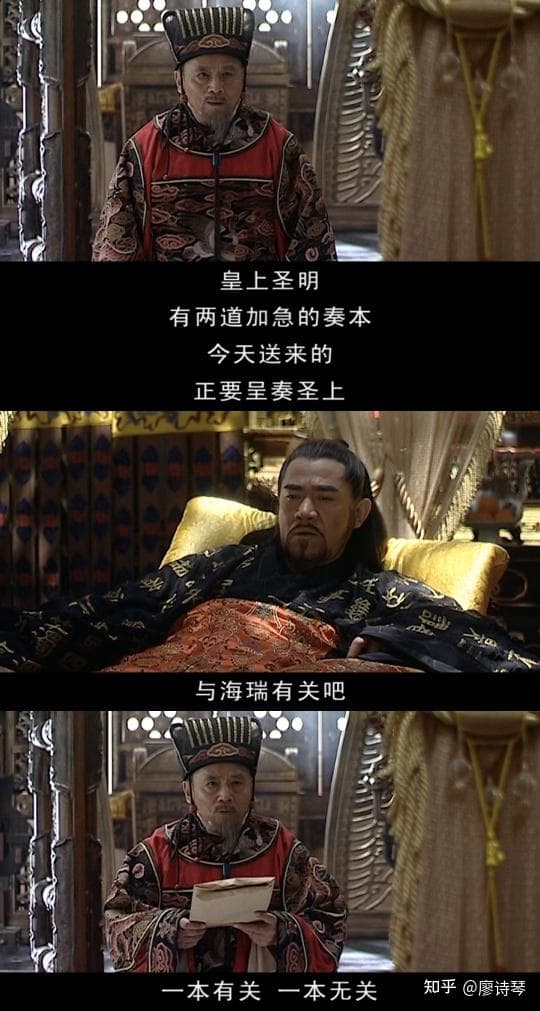 皇上圣明
有两道加急的奏本
今天送来的
正要呈奏圣上
与海瑞有关吧
一本有关 一本无关
知乎 @廖诗琴